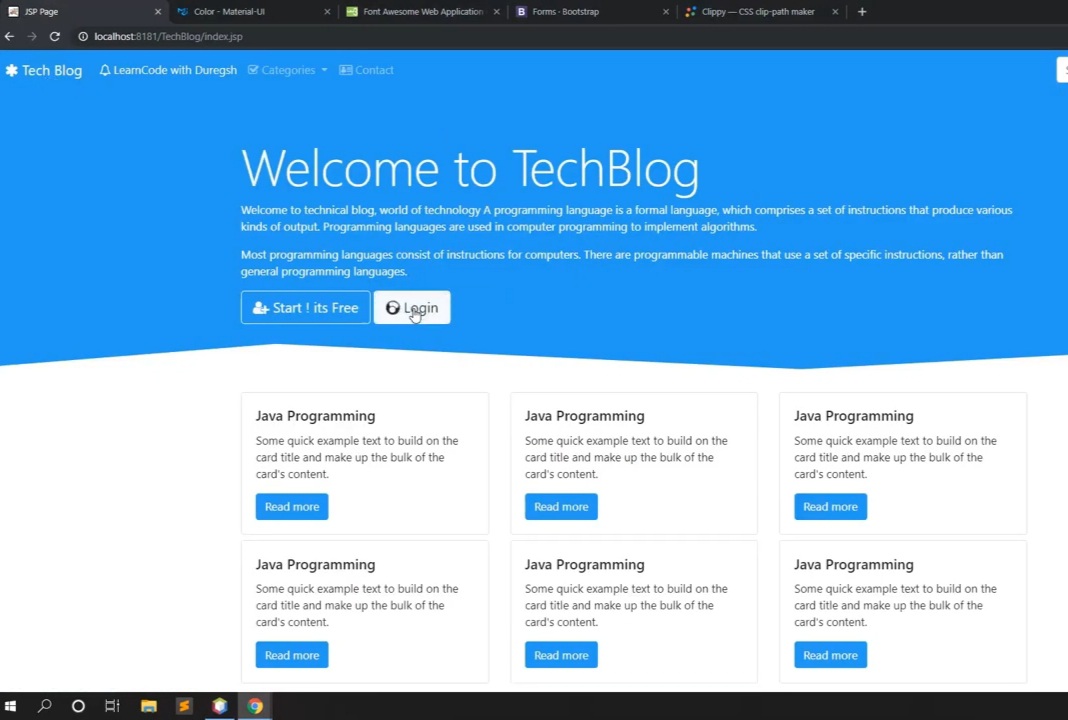 JSP Page
Color - Material-UI
Font Awesome Web Application
Forms · Bootstrap
Clippy — CSS clip-path maker
localhost:8181/TechBlog/index.jsp
Tech Blog
LearnCode with Duregsh
Categories
Contact
Welcome to TechBlog
Welcome to technical blog, world of technology A programming language is a formal language, which comprises a set of instructions that produce various
kinds of output. Programming languages are used in computer programming to implement algorithms.
Most programming languages consist of instructions for computers. There are programmable machines that use a set of specific instructions, rather than
general programming languages.
Start ! its Free
Login
Java Programming
Some quick example text to build on the
card title and make up the bulk of the
card's content.
Read more
Java Programming
Some quick example text to build on the
card title and make up the bulk of the
card's content.
Read more
Java Programming
Some quick example text to build on the
card title and make up the bulk of the
card's content.
Read more
Java Programming
Some quick example text to build on the
card title and make up the bulk of the
card's content.
Read more
Java Programming
Some quick example text to build on the
card title and make up the bulk of the
card's content.
Read more
Java Programming
Some quick example text to build on the
card title and make up the bulk of the
card's content.
Read more